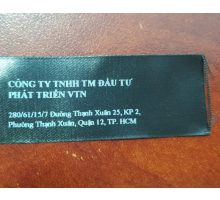 CÔNG TY TNHH TM ĐẦU TƯ
PHÁT TRIỂN VTN
280/61/15/7 Đường Thạnh Xuân 25, KP 2,
Phường Thạnh Xuân, Quận 12, TP. HCM